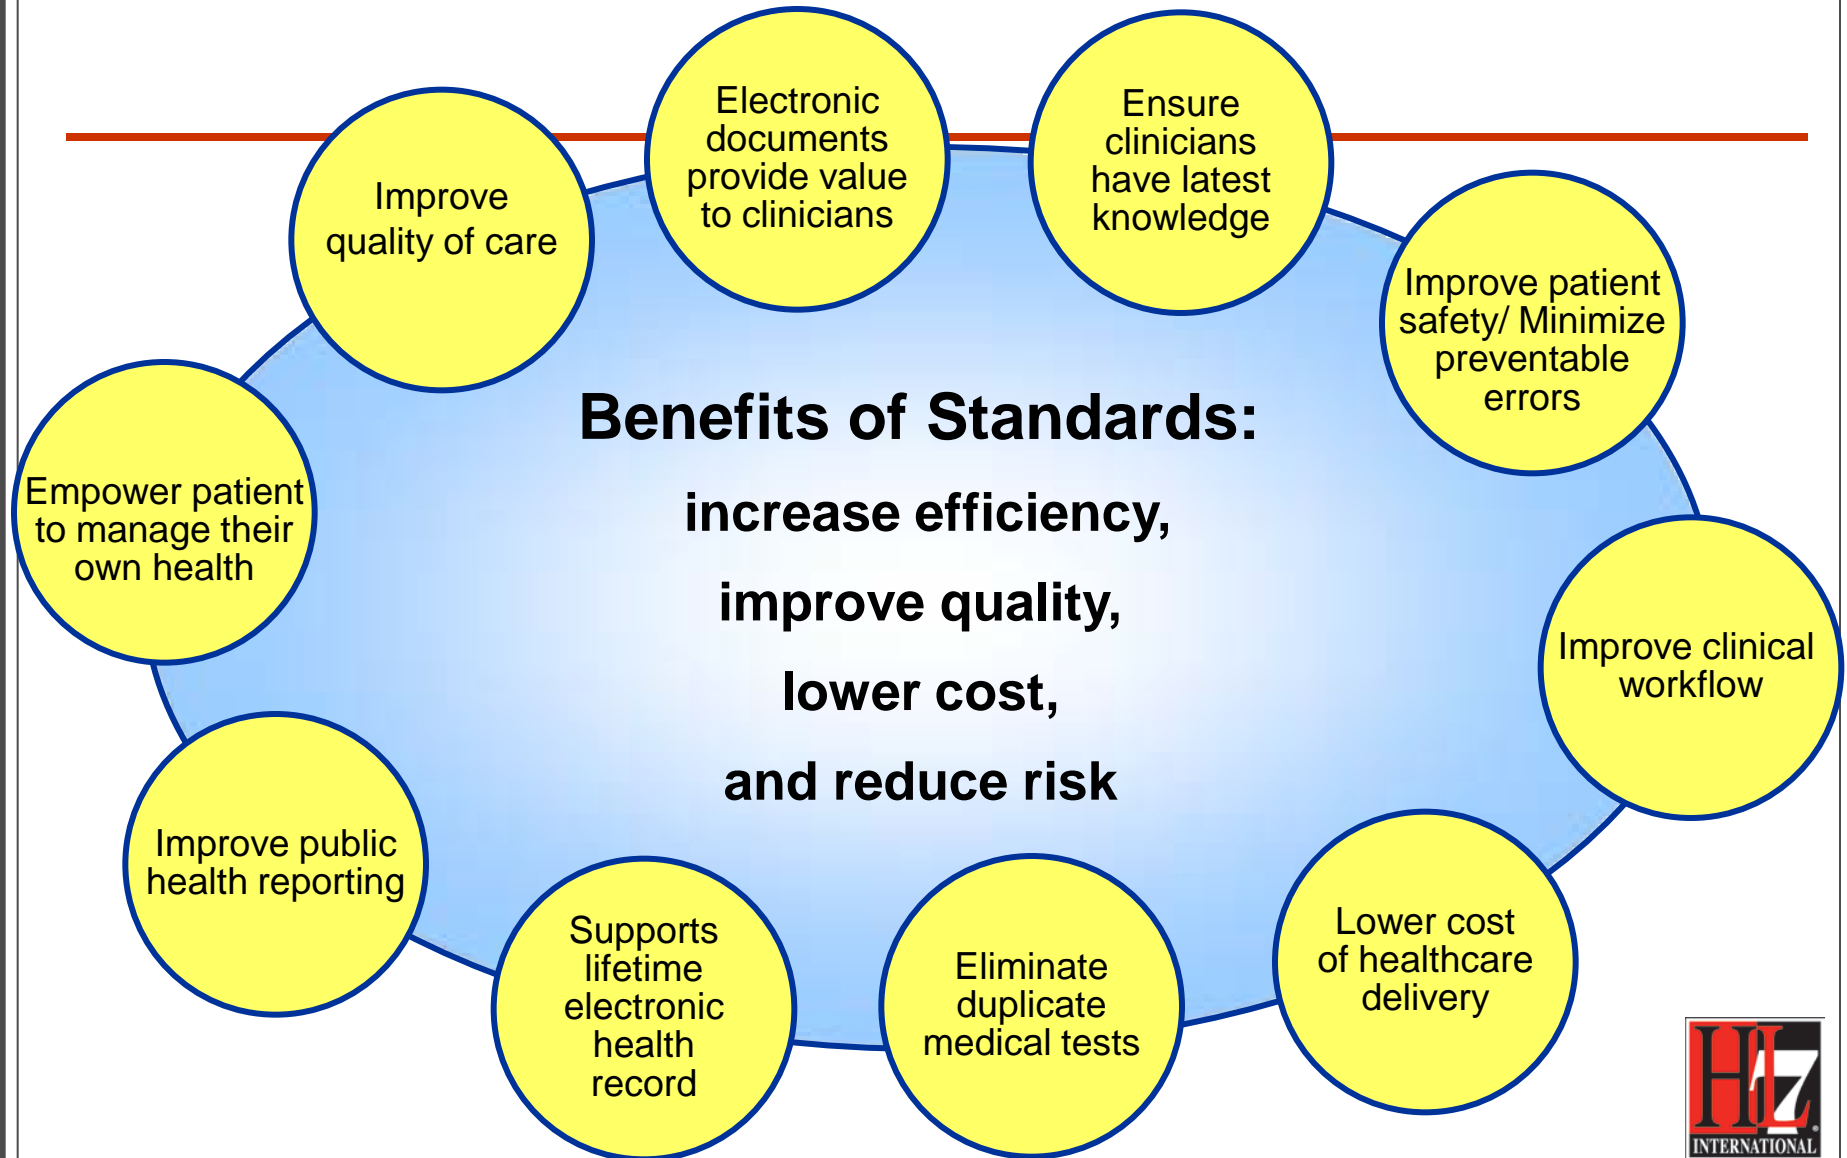 Electronic
documents
provide value
to clinicians
Ensure
clinicians
have latest
knowledge
Improve
quality of care
Improve patient
safety/ Minimize
preventable
errors
Benefits of Standards:
increase efficiency,
improve quality,
lower cost,
and reduce risk
Empower patient
to manage their
own health
Improve clinical
workflow
Improve public
health reporting
Supports
lifetime
electronic
health
record
Eliminate
duplicate
medical tests
Lower cost
of healthcare
delivery
HL7®
INTERNATIONAL